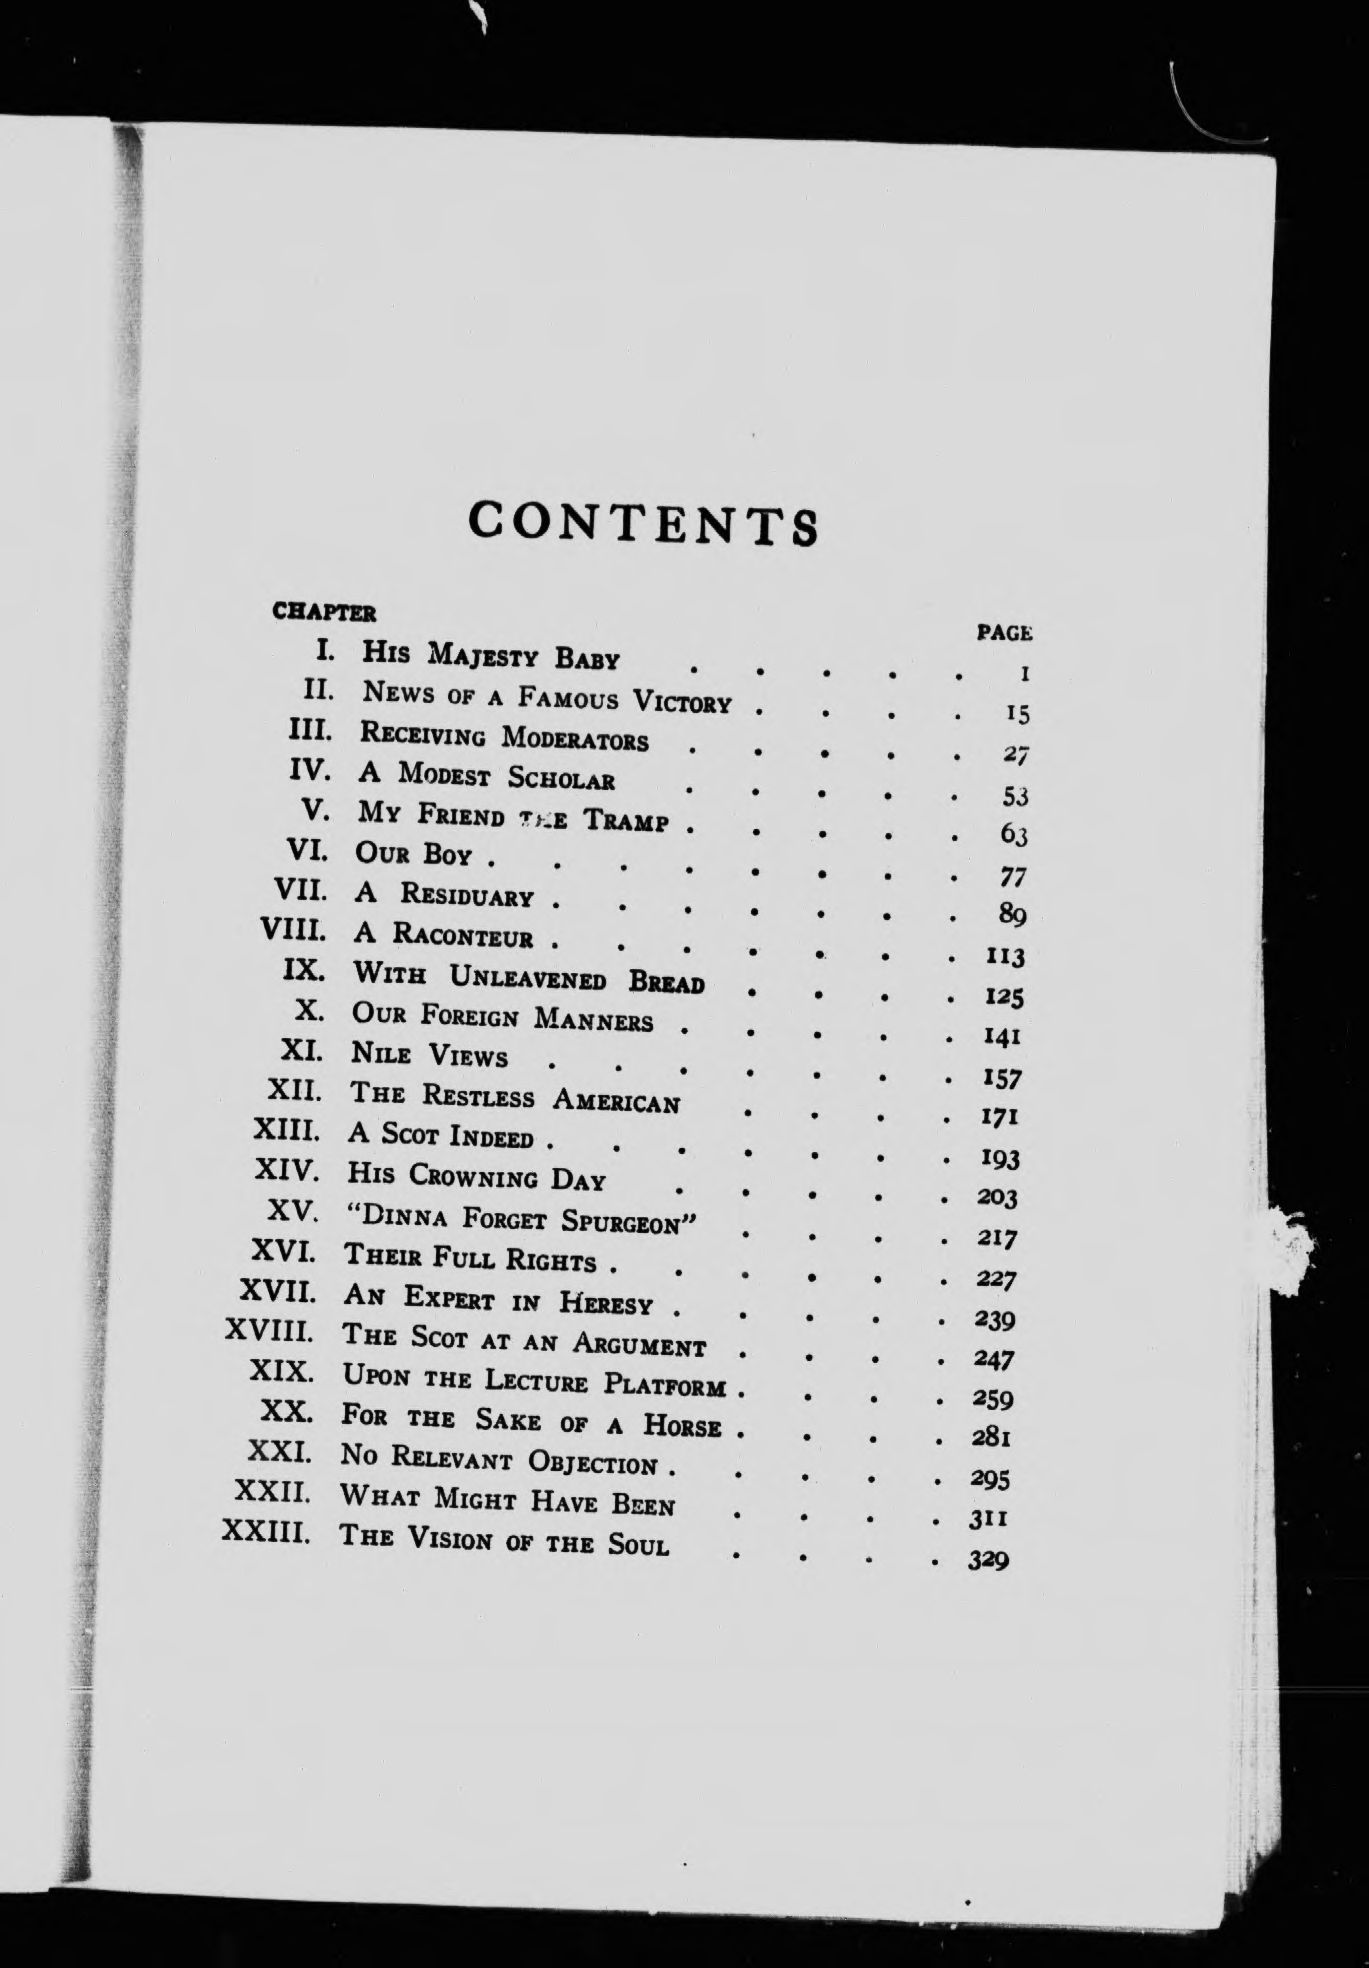 CONTENTS
CHAPTER PAGE
I. HIS MAJESTY BABY . . . . . 1
II. NEWS OF A FAMOUS VICTORY . . . . 15
III. RECEIVING MODERATORS . . . . . 27
IV. A MODEST SCHOLAR . . . . . 53
V. MY FRIEND THE TRAMP . . . . . 63
VI. OUR BOY . . . . . . . . 77
VII. A RESIDUARY . . . . . . . 89
VIII. A RACONTEUR . . . . . . . 113
IX. WITH UNLEAVENED BREAD . . . . 125
X. OUR FOREIGN MANNERS . . . . . 141
XI. NILE VIEWS . . . . . . . 157
XII. THE RESTLESS AMERICAN . . . . 171
XIII. A SCOT INDEED . . . . . . . 193
XIV. HIS CROWNING DAY . . . . . 203
XV. "DINNA FORGET SPURGEON" . . . . 217
XVI. THEIR FULL RIGHTS . . . . . . 227
XVII. AN EXPERT IN HERESY . . . . . 239
XVIII. THE SCOT AT AN ARGUMENT . . . . 247
XIX. UPON THE LECTURE PLATFORM . . . . 259
XX. FOR THE SAKE OF A HORSE . . . . 281
XXI. NO RELEVANT OBJECTION . . . . . 295
XXII. WHAT MIGHT HAVE BEEN . . . . 311
XXIII. THE VISION OF THE SOUL . . . . 329